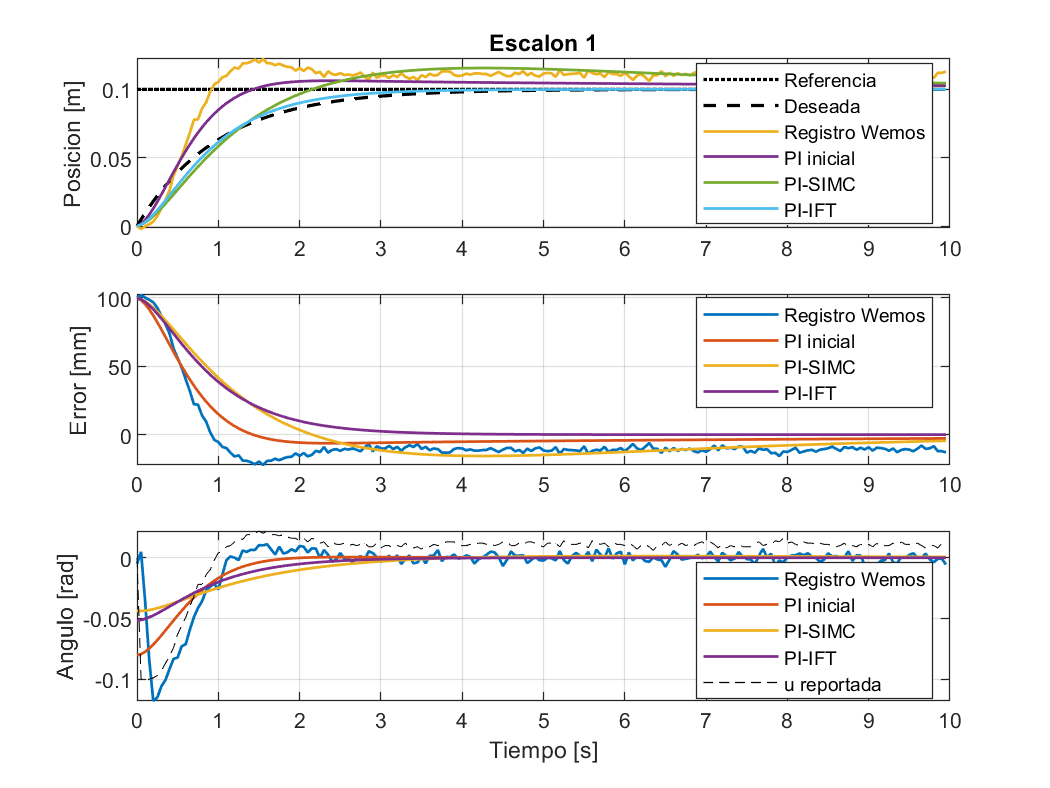 Escalon 1
Posicion [m]
0.1
0.05
0
Referencia
Deseada
Registro Wemos
PI inicial
PI-SIMC
PI-IFT
0 1 2 3 4 5 6 7 8 9 10
Error [mm]
100
50
0
Registro Wemos
PI inicial
PI-SIMC
PI-IFT
0 1 2 3 4 5 6 7 8 9 10
Angulo [rad]
0
-0.05
-0.1
Registro Wemos
PI inicial
PI-SIMC
PI-IFT
u reportada
0 1 2 3 4 5 6 7 8 9 10
Tiempo [s]